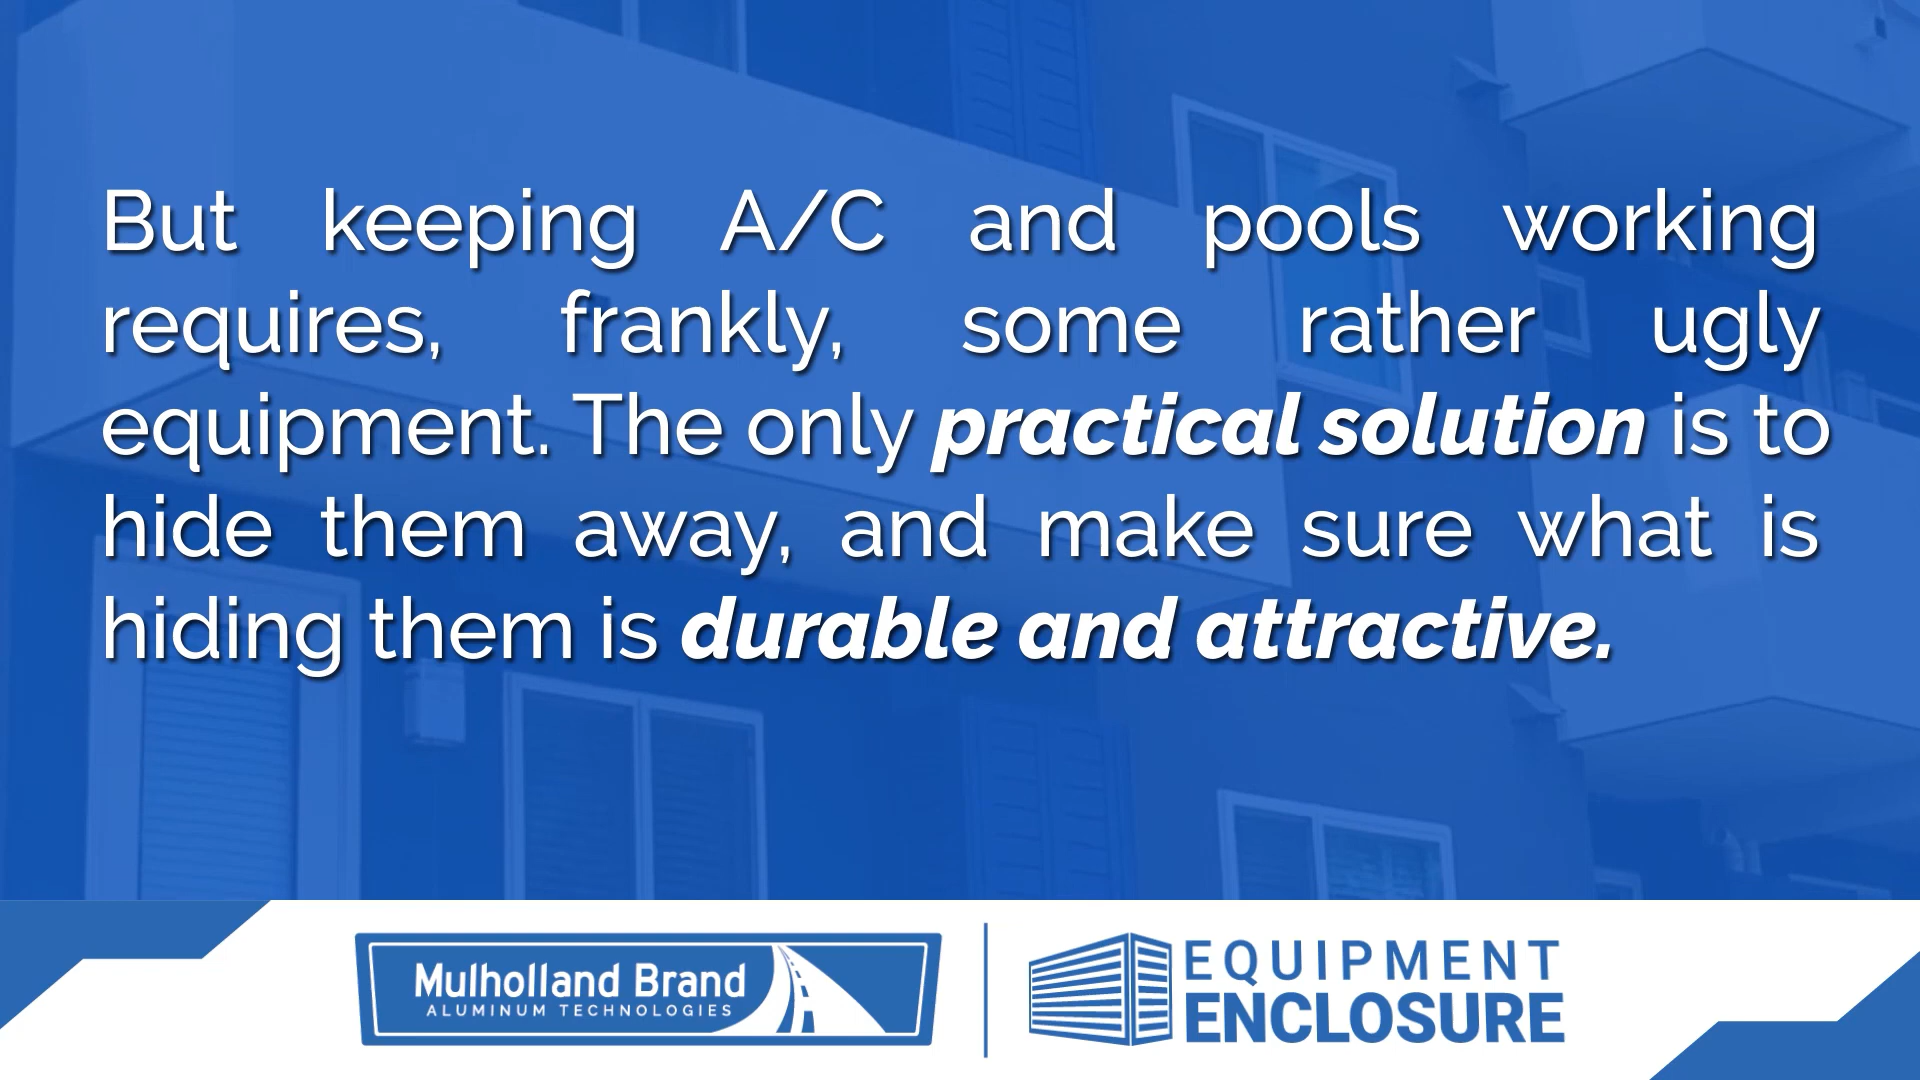 But keeping A/C and pools working
requires, frankly, some rather ugly
equipment. The only practical solution is to
hide them away, and make sure what is
hiding them is durable and attractive.
Mulholland Brand
ALUMINUM TECHNOLOGIES
EQUIPMENT
ENCLOSURE